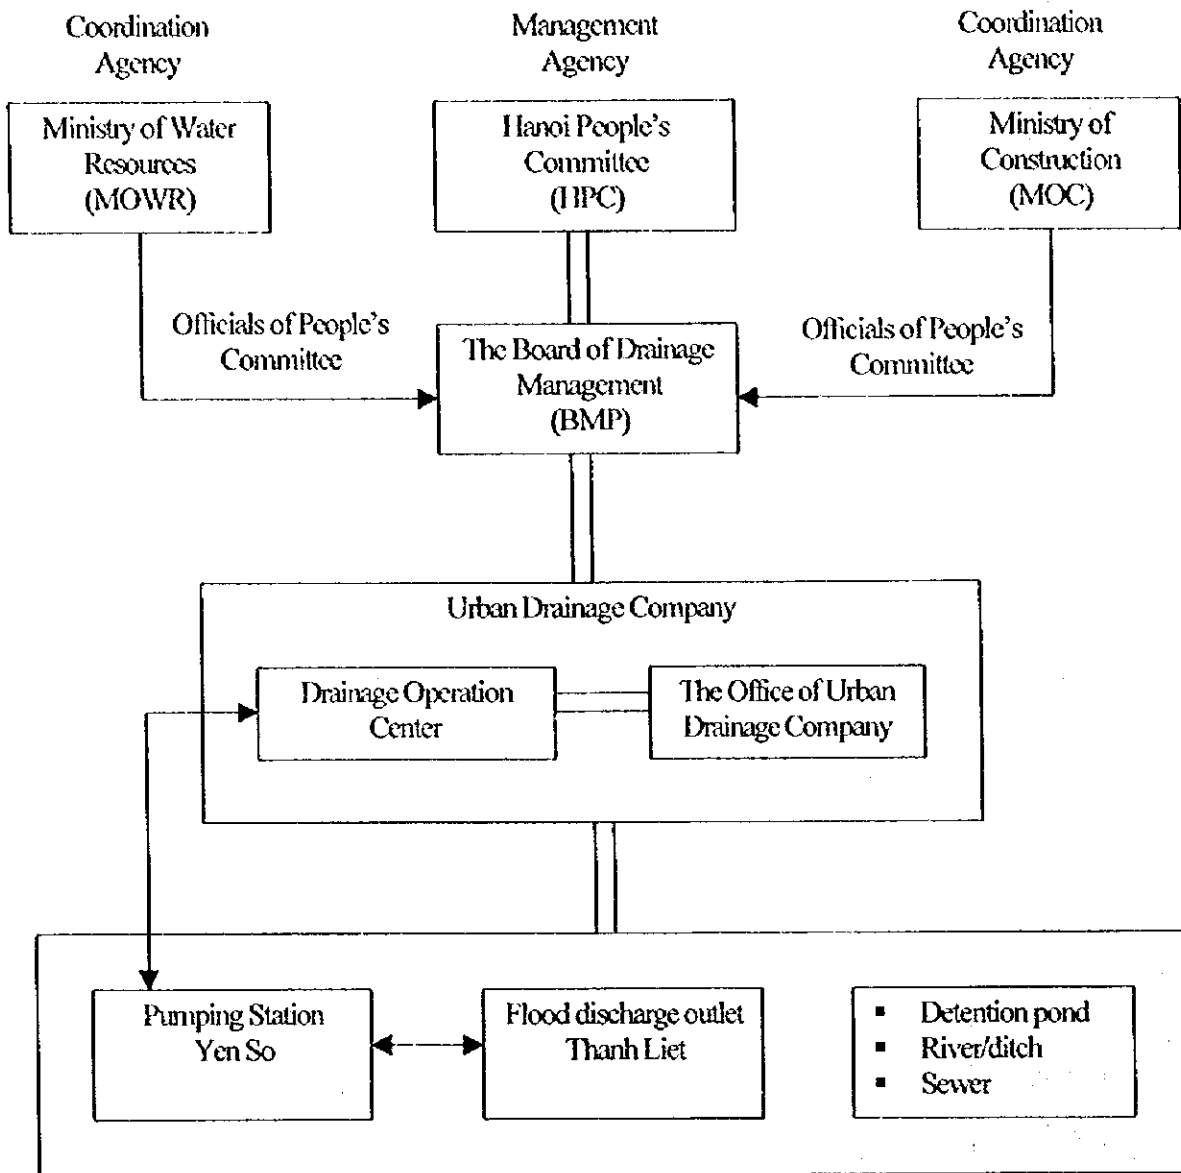 Coordination
Agency
Management
Agency
Coordination
Agency
Ministry of Water
Resources
(MOWR)
Hanoi People's
Committee
(HPC)
Ministry of
Construction
(MOC)
Officials of People's
Committee
The Board of Drainage
Management
(BMP)
Officials of People's
Committee
Urban Drainage Company
Drainage Operation
Center
The Office of Urban
Drainage Company
Pumping Station
Yen So
Flood discharge outlet
Thanh Liet
▪ Detention pond
▪ River/ditch
▪ Sewer